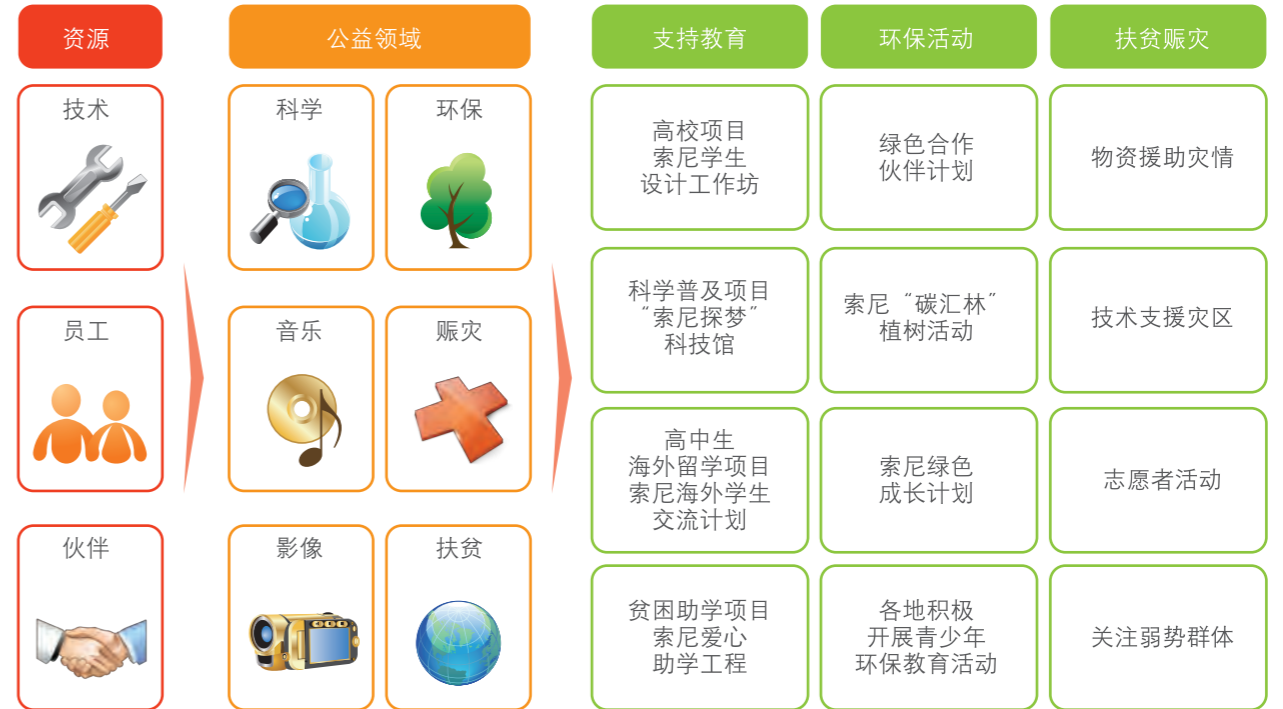 资源
公益领域
支持教育
环保活动
扶贫赈灾
技术
员工
伙伴
科学
环保
音乐
赈灾
影像
扶贫
高校项目
索尼学生
设计工作坊
绿色合作
伙伴计划
物资援助灾情
科学普及项目
“索尼探梦”
科技馆
索尼“碳汇林”
植树活动
技术支援灾区
高中生
海外留学项目
索尼海外学生
交流计划
索尼绿色
成长计划
志愿者活动
贫困助学项目
索尼爱心
助学工程
各地积极
开展青少年
环保教育活动
关注弱势群体